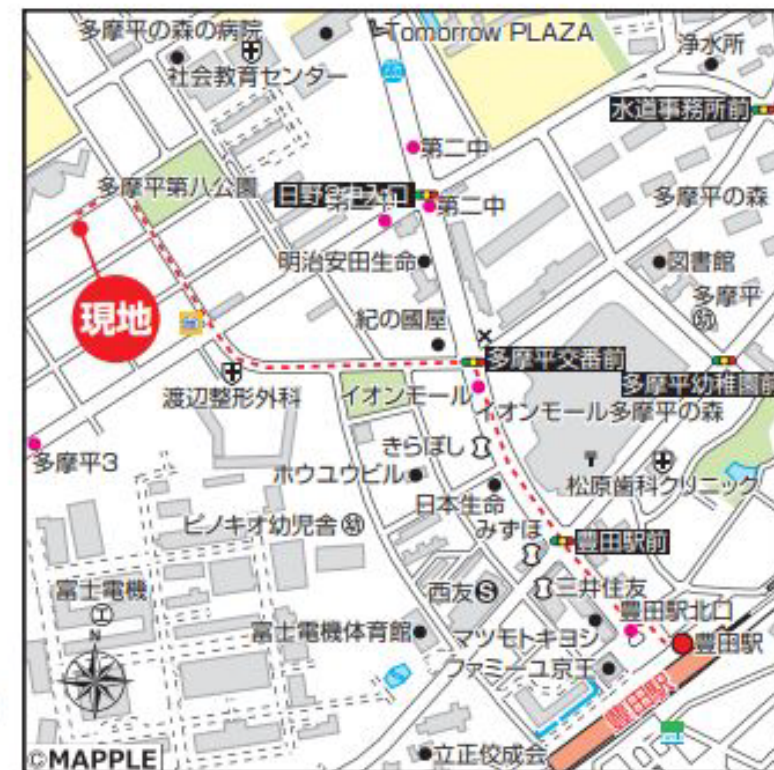 多摩平の森の病院
Tomorrow PLAZA
浄水所
社会教育センター
水道事務所前
第二中
多摩平第八公園
第二中
多摩平の森
明治安田生命
図書館
現地
多摩平
幼
紀の國屋
多摩平交番前
多摩平幼稚園前
渡辺整形外科
イオンモール
イオンモール多摩平の森
きらぼし
多摩平3
ホウユウビル
松原歯科クリニック
日本生命
ピノキオ幼児舎
幼
みずほ
豊田駅前
富士電機
西友
S
三井住友
豊田駅北口
N
富士電機体育館
マツモトキヨシ
豊田駅
ファミーユ京王
豊田駅
立正佼成会
©MAPPLE